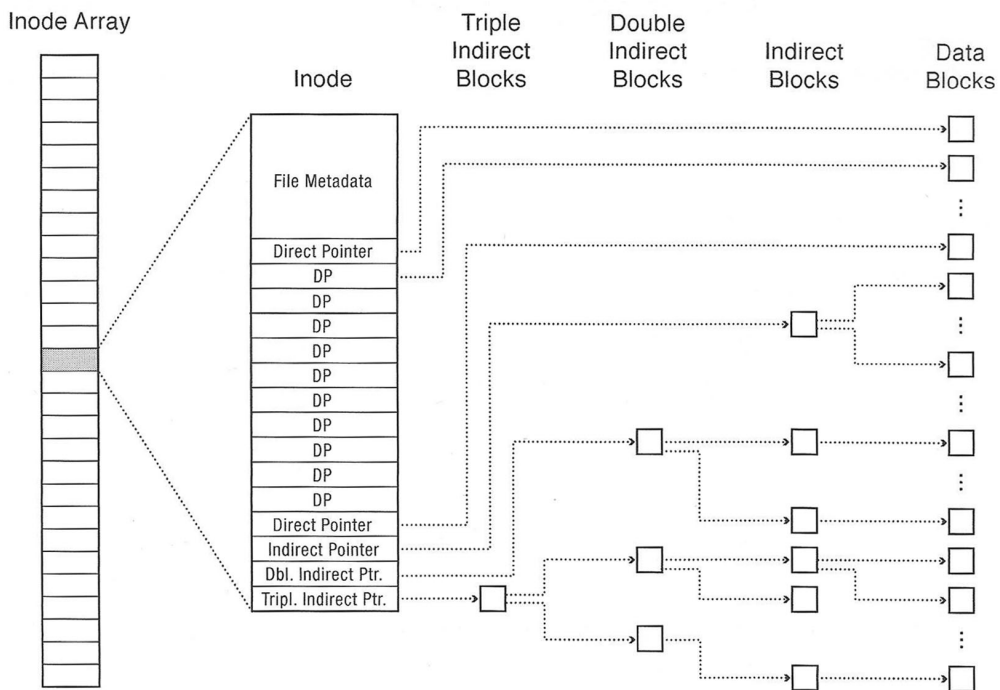 Inode Array
Inode
Triple
Indirect
Blocks
Double
Indirect
Blocks
Indirect
Blocks
Data
Blocks
File Metadata
Direct Pointer
DP
DP
DP
DP
DP
DP
DP
DP
DP
DP
Direct Pointer
Indirect Pointer
Dbl. Indirect Ptr.
Tripl. Indirect Ptr.